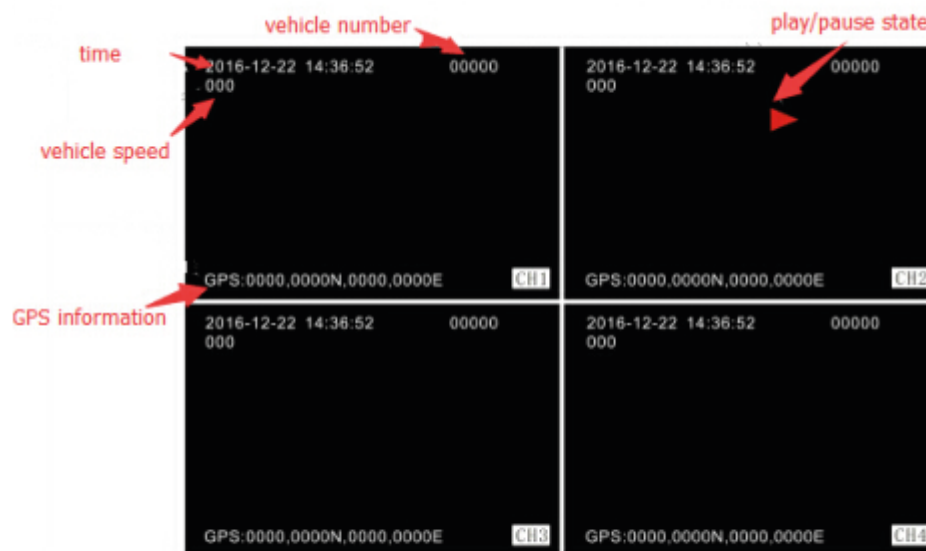 vehicle number
play/pause state
time
2016-12-22 14:36:52 00000
000
2016-12-22 14:36:52 00000
000
vehicle speed
GPS:0000,0000N,0000,0000E CH1
GPS:0000,0000N,0000,0000E CH2
GPS information
2016-12-22 14:36:52 00000
000
2016-12-22 14:36:52 00000
000
GPS:0000,0000N,0000,0000E CH3
GPS:0000,0000N,0000,0000E CH4